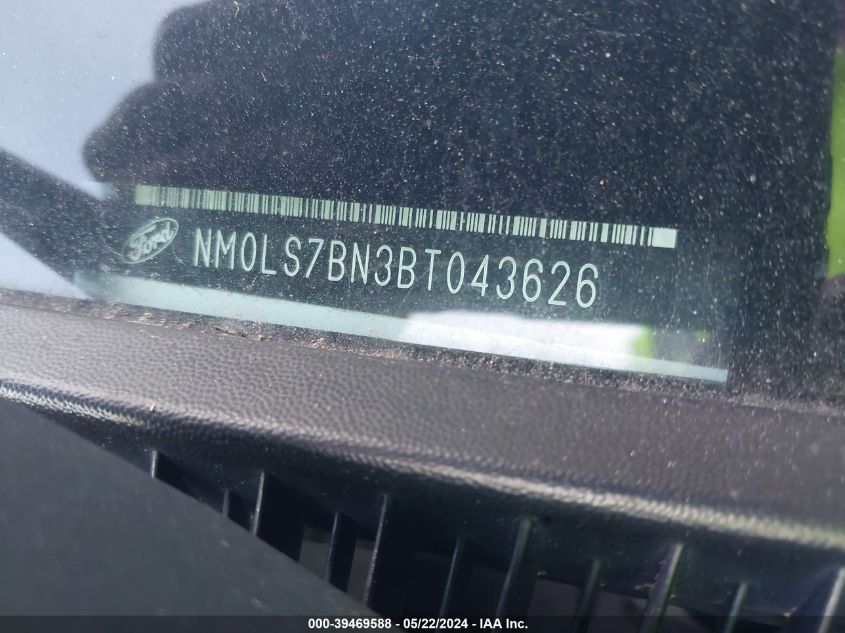 Ford NM0LS7BN3BT043626
000-39469588 - 05/22/2024 - IAA Inc.